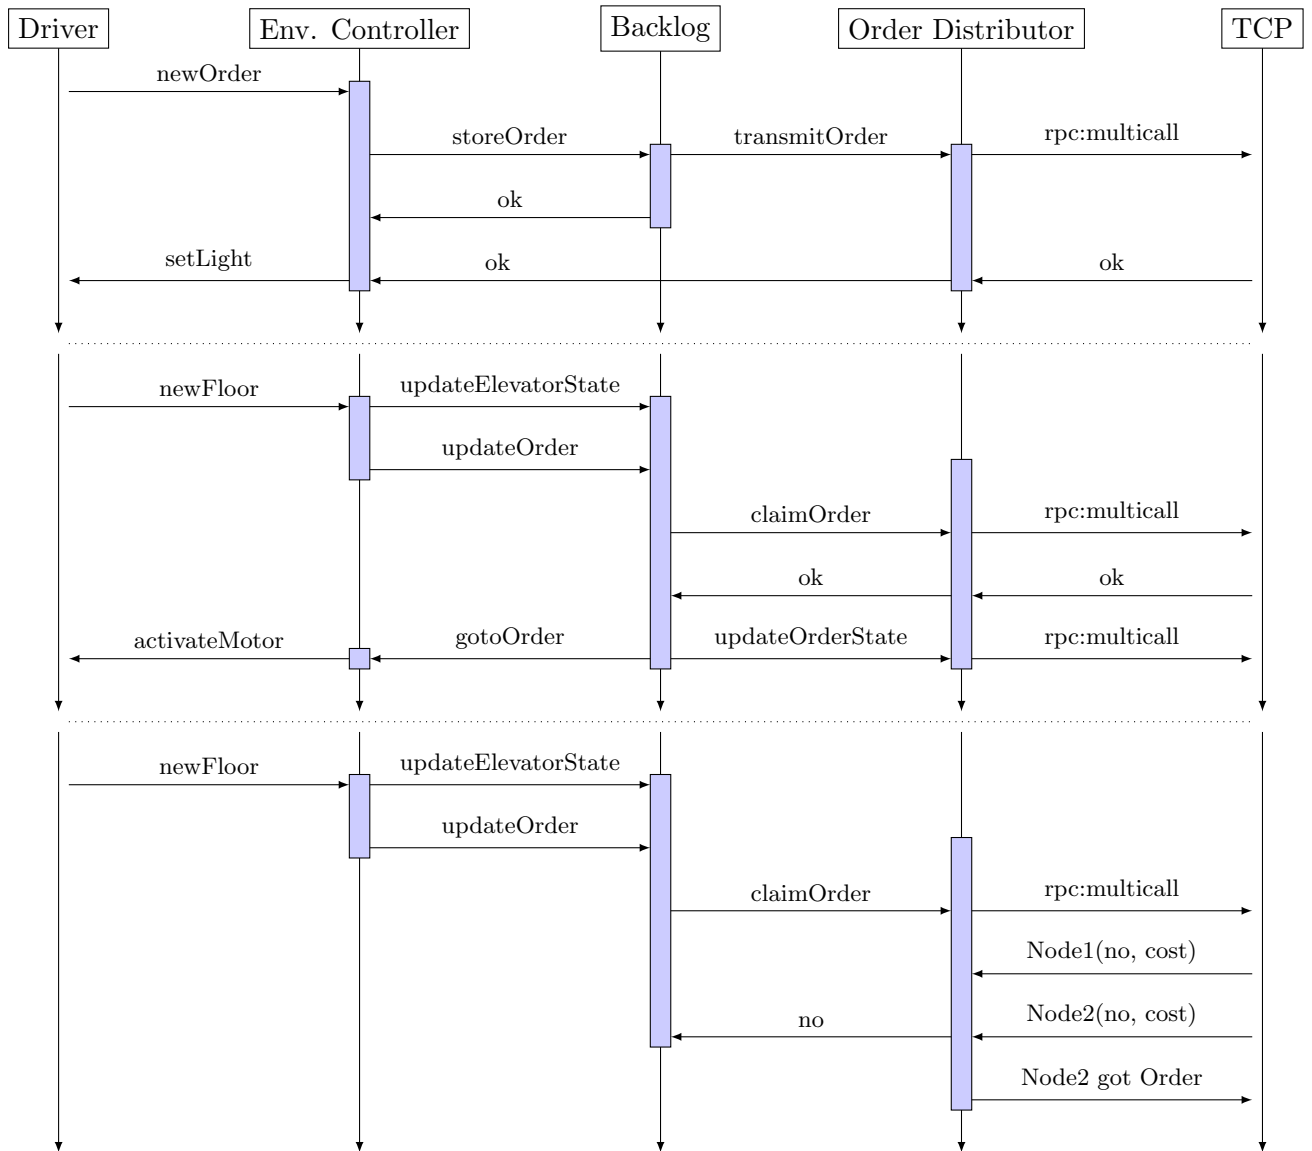 Driver
Env. Controller
Backlog
Order Distributor
TCP
newOrder
storeOrder
transmitOrder
rpc:multicall
ok
setLight
ok
ok
newFloor
updateElevatorState
updateOrder
claimOrder
rpc:multicall
ok
ok
activateMotor
gotoOrder
updateOrderState
rpc:multicall
newFloor
updateElevatorState
updateOrder
claimOrder
rpc:multicall
Node1(no, cost)
no
Node2(no, cost)
Node2 got Order